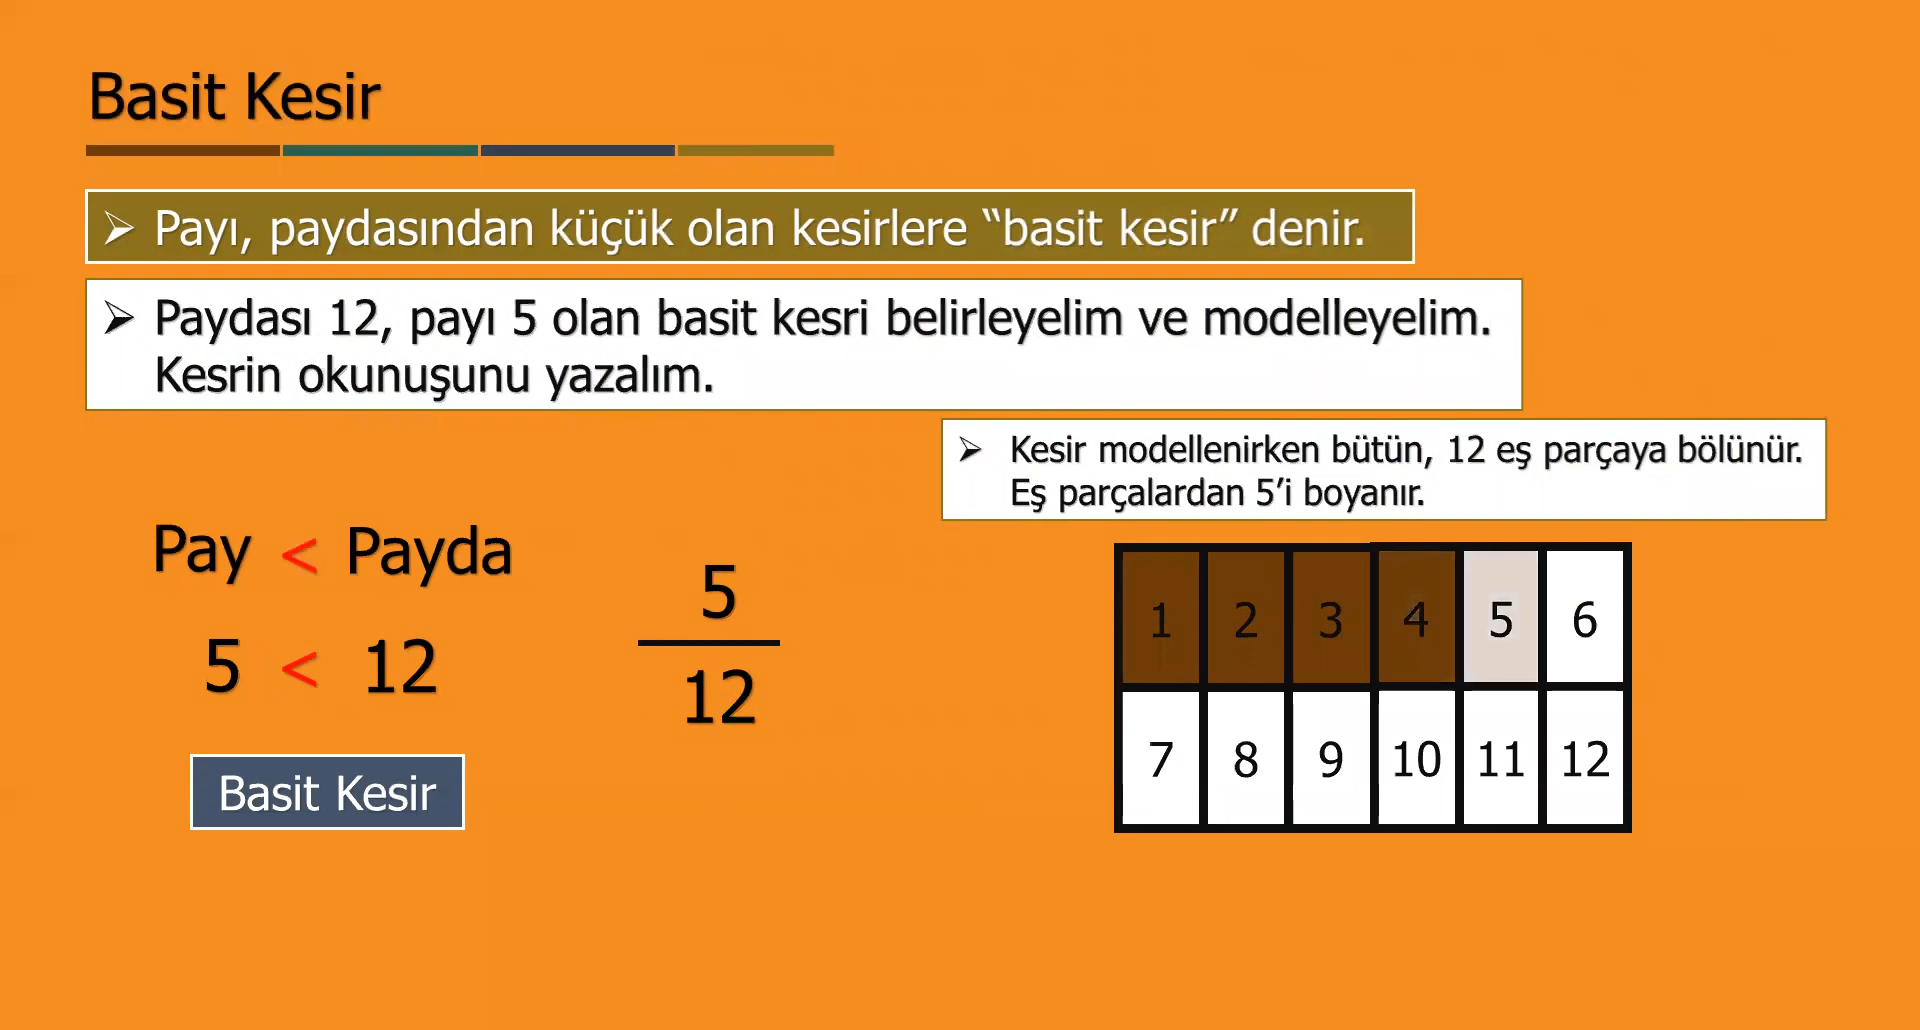 Basit Kesir
➢ Payı, paydasından küçük olan kesirlere “basit kesir” denir.
➢ Paydası 12, payı 5 olan basit kesri belirleyelim ve modelleyelim.
Kesrin okunuşunu yazalım.
➢ Kesir modellenirken bütün, 12 eş parçaya bölünür.
Eş parçalardan 5’i boyanır.
Pay < Payda
5 < 12
Basit Kesir
5
12
1 2 3 4 5 6
7 8 9 10 11 12